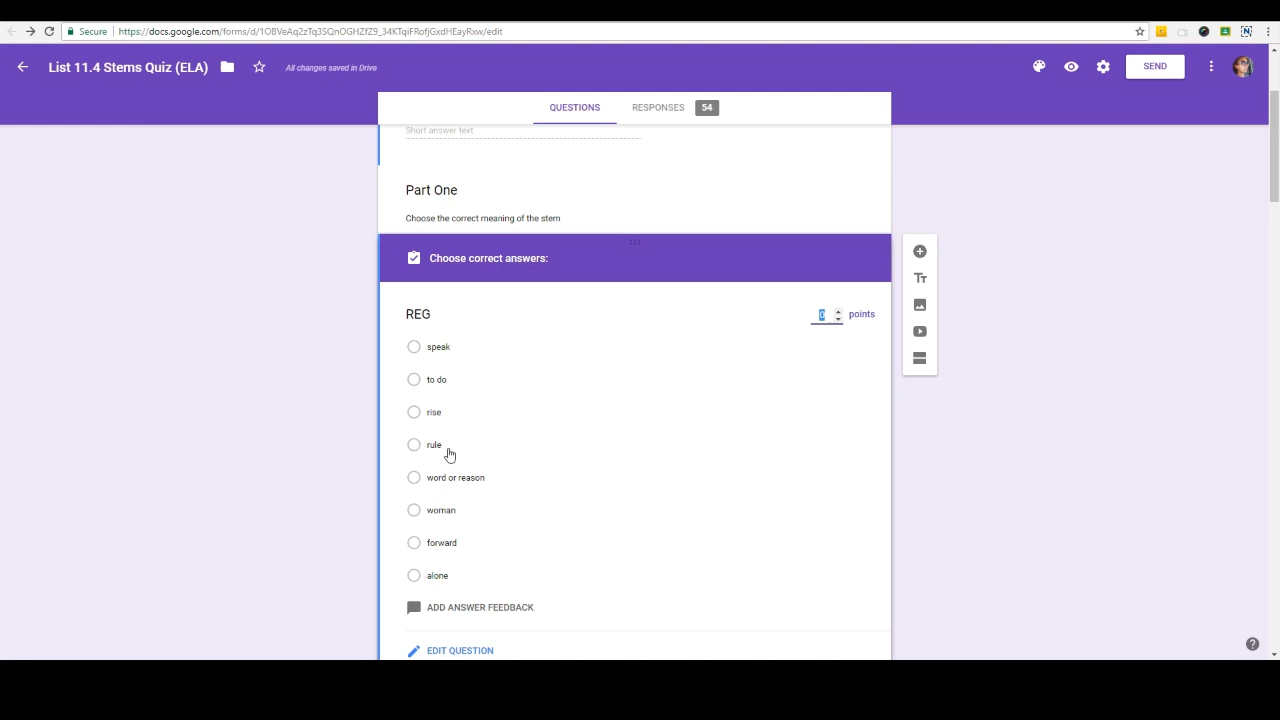 Secure https://docs.google.com/forms/d/1OBVeAq2zTq3SQnOGHZfZ9_34KTqiFRofjGxdHEayRxw/edit
List 11.4 Stems Quiz (ELA) All changes saved in Drive SEND
QUESTIONS RESPONSES 54
Short answer text
Part One
Choose the correct meaning of the stem
Choose correct answers:
REG 0 points
speak
to do
rise
rule
word or reason
woman
forward
alone
ADD ANSWER FEEDBACK
EDIT QUESTION